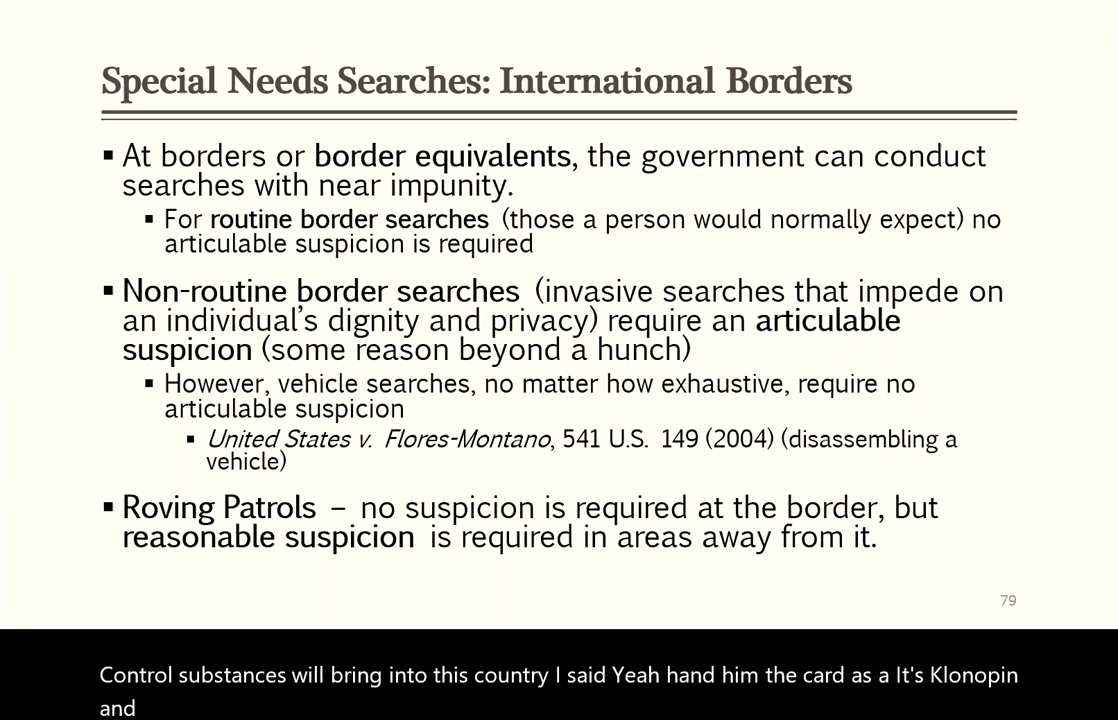 Special Needs Searches: International Borders
▪ At borders or border equivalents, the government can conduct
searches with near impunity.
▪ For routine border searches (those a person would normally expect) no
articulable suspicion is required
▪ Non-routine border searches (invasive searches that impede on
an individual's dignity and privacy) require an articulable
suspicion (some reason beyond a hunch)
▪ However, vehicle searches, no matter how exhaustive, require no
articulable suspicion
▪ United States v. Flores-Montano, 541 U.S. 149 (2004) (disassembling a
vehicle)
▪ Roving Patrols – no suspicion is required at the border, but
reasonable suspicion is required in areas away from it.
79
Control substances will bring into this country I said Yeah hand him the card as a It's Klonopin
and